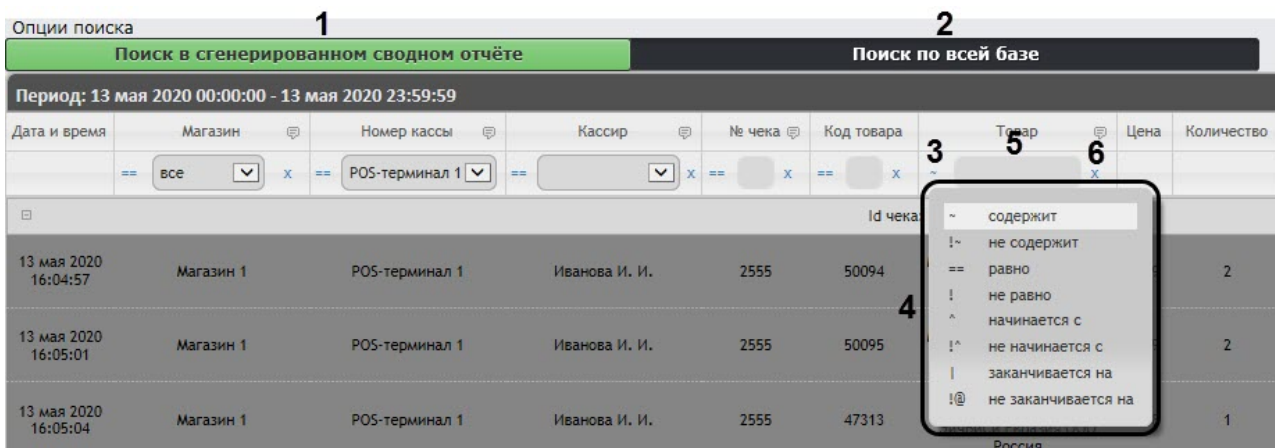 Опции поиска
1
2
Поиск в сгенерированном сводном отчёте
Поиск по всей базе
Период: 13 мая 2020 00:00:00 - 13 мая 2020 23:59:59
Дата и время Магазин Номер кассы Кассир № чека Код товара Товар Цена Количество
3 5 6
== все x == POS-терминал 1 == x == x == x ~ x
Id чека:
4
~ содержит
!~ не содержит
== равно
! не равно
^ начинается с
!^ не начинается с
| заканчивается на
!@ не заканчивается на
13 мая 2020
16:04:57 Магазин 1 POS-терминал 1 Иванова И. И. 2555 50094 2
13 мая 2020
16:05:01 Магазин 1 POS-терминал 1 Иванова И. И. 2555 50095 2
13 мая 2020
16:05:04 Магазин 1 POS-терминал 1 Иванова И. И. 2555 47313 1
Россия